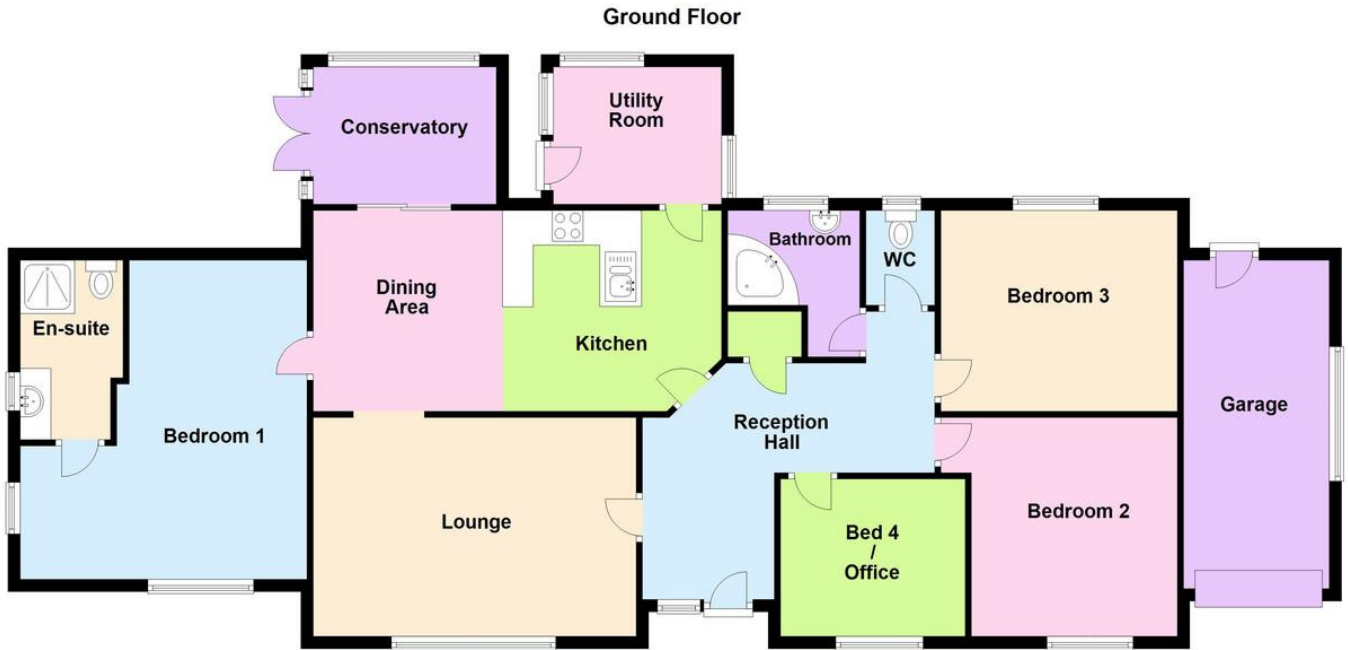 Ground Floor
Conservatory
Utility
Room
Bathroom
WC
Dining
Area
Kitchen
En-suite
Bedroom 1
Bedroom 3
Reception
Hall
Garage
Lounge
Bedroom 2
Bed 4
/
Office